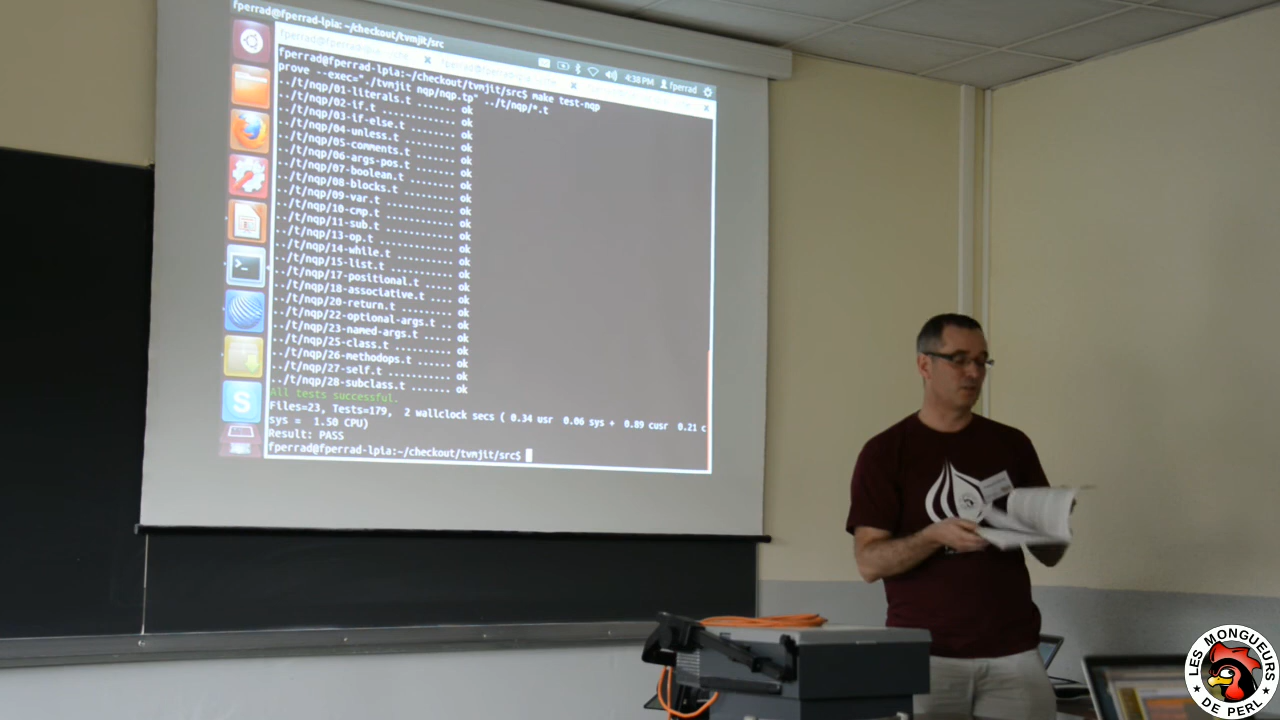 fperrad@fperrad-lpia: ~/checkout/tvmjit/src
4:38 PM fperrad
fperrad@fperrad-lpia:~/checkout/tvmjit/src$ make test-nqp
prove --exec="./tvmjit nqp/nqp.tp" ../t/nqp/*.t
../t/nqp/01-literals.t ........ ok
../t/nqp/02-if.t .............. ok
../t/nqp/03-if-else.t ......... ok
../t/nqp/04-unless.t .......... ok
../t/nqp/05-comments.t ........ ok
../t/nqp/06-args-pos.t ........ ok
../t/nqp/07-boolean.t ......... ok
../t/nqp/08-blocks.t .......... ok
../t/nqp/09-var.t ............. ok
../t/nqp/10-cmp.t ............. ok
../t/nqp/11-sub.t ............. ok
../t/nqp/13-op.t .............. ok
../t/nqp/14-while.t ........... ok
../t/nqp/15-list.t ............ ok
../t/nqp/17-positional.t ...... ok
../t/nqp/18-associative.t ..... ok
../t/nqp/20-return.t .......... ok
../t/nqp/22-optional-args.t ... ok
../t/nqp/23-named-args.t ...... ok
../t/nqp/25-class.t ........... ok
../t/nqp/26-methodops.t ....... ok
../t/nqp/27-self.t ............ ok
../t/nqp/28-subclass.t ........ ok
All tests successful.
Files=23, Tests=179,  2 wallclock secs ( 0.34 usr  0.06 sys +  0.89 cusr  0.21 c
sys =  1.50 CPU)
Result: PASS
fperrad@fperrad-lpia:~/checkout/tvmjit/src$
LES MONGUEURS
DE PERL